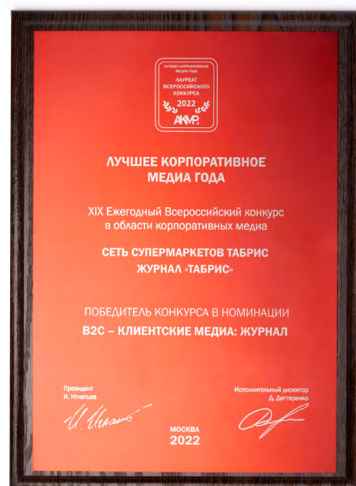 ЛУЧШЕЕ КОРПОРАТИВНОЕ
МЕДИА ГОДА
ЛАУРЕАТ
ВСЕРОССИЙСКОГО
КОНКУРСА
2022
АКМР
ЛУЧШЕЕ КОРПОРАТИВНОЕ
МЕДИА ГОДА
XIX Ежегодный Всероссийский конкурс
в области корпоративных медиа
СЕТЬ СУПЕРМАРКЕТОВ ТАБРИС
ЖУРНАЛ «ТАБРИС»
ПОБЕДИТЕЛЬ КОНКУРСА В НОМИНАЦИИ
B2C – КЛИЕНТСКИЕ МЕДИА: ЖУРНАЛ
Президент
И. Игнатьев
Исполнительный директор
Д. Дегтяренко
МОСКВА
2022